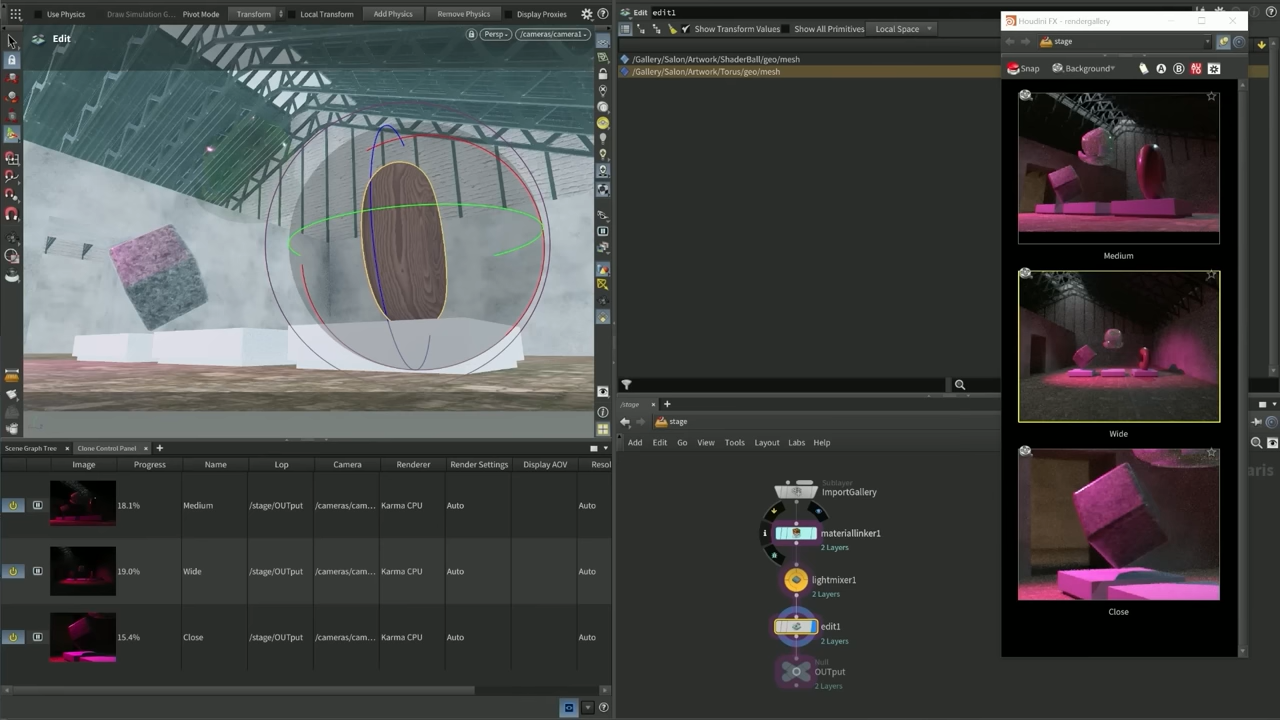 Use Physics
Draw Simulation G...
Pivot Mode
Transform
Local Transform
Add Physics
Remove Physics
Display Proxies
Edit
Persp
/cameras/camera1
Edit edit1
Show Transform Values
Show All Primitives
Local Space
/Gallery/Salon/Artwork/ShaderBall/geo/mesh
/Gallery/Salon/Artwork/Torus/geo/mesh
Houdini FX - rendergallery
stage
Snap
Background
A
B
Medium
Wide
Close
Scene Graph Tree
Clone Control Panel
Image
Progress
Name
Lop
Camera
Renderer
Render Settings
Display AOV
Resol
18.1%
Medium
/stage/OUTput
/cameras/cam...
Karma CPU
Auto
Auto
19.0%
Wide
/stage/OUTput
/cameras/cam...
Karma CPU
Auto
Auto
15.4%
Close
/stage/OUTput
/cameras/cam...
Karma CPU
Auto
Auto
/stage
stage
Add
Edit
Go
View
Tools
Layout
Labs
Help
Sublayer
ImportGallery
materiallinker1
2 Layers
lightmixer1
2 Layers
edit1
2 Layers
Null
OUTput
2 Layers
aris